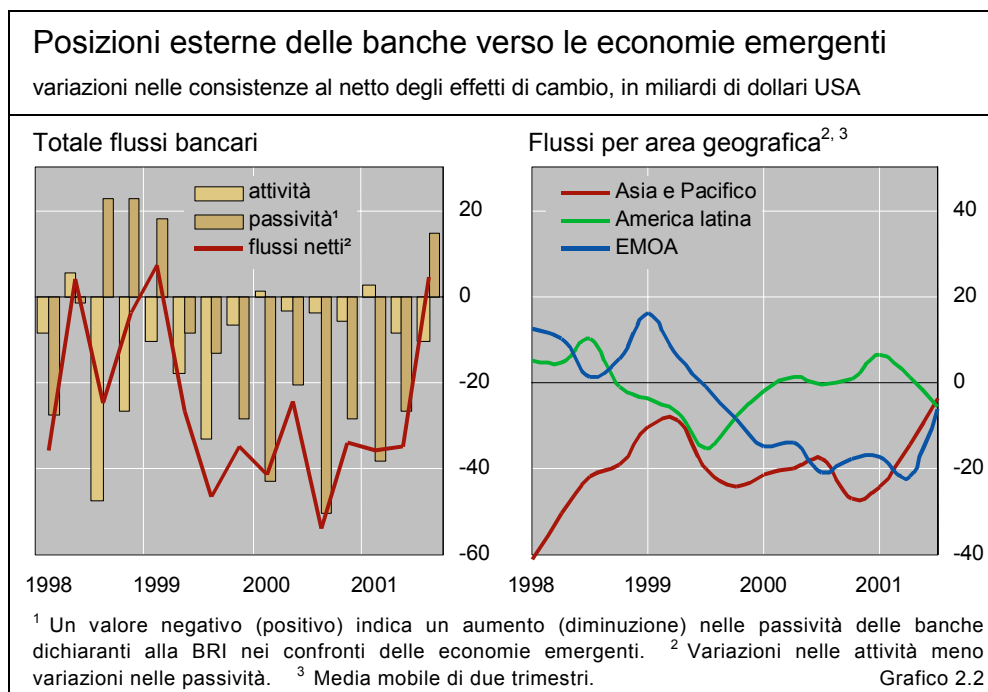 Posizioni esterne delle banche verso le economie emergenti
variazioni nelle consistenze al netto degli effetti di cambio, in miliardi di dollari USA
Totale flussi bancari
attività
passività¹
flussi netti²
20
0
-20
-40
-60
1998
1999
2000
2001
Flussi per area geografica²˒ ³
Asia e Pacifico
America latina
EMOA
40
20
0
-20
-40
1998
1999
2000
2001
¹ Un valore negativo (positivo) indica un aumento (diminuzione) nelle passività delle banche
dichiaranti alla BRI nei confronti delle economie emergenti. ² Variazioni nelle attività meno
variazioni nelle passività. ³ Media mobile di due trimestri. Grafico 2.2